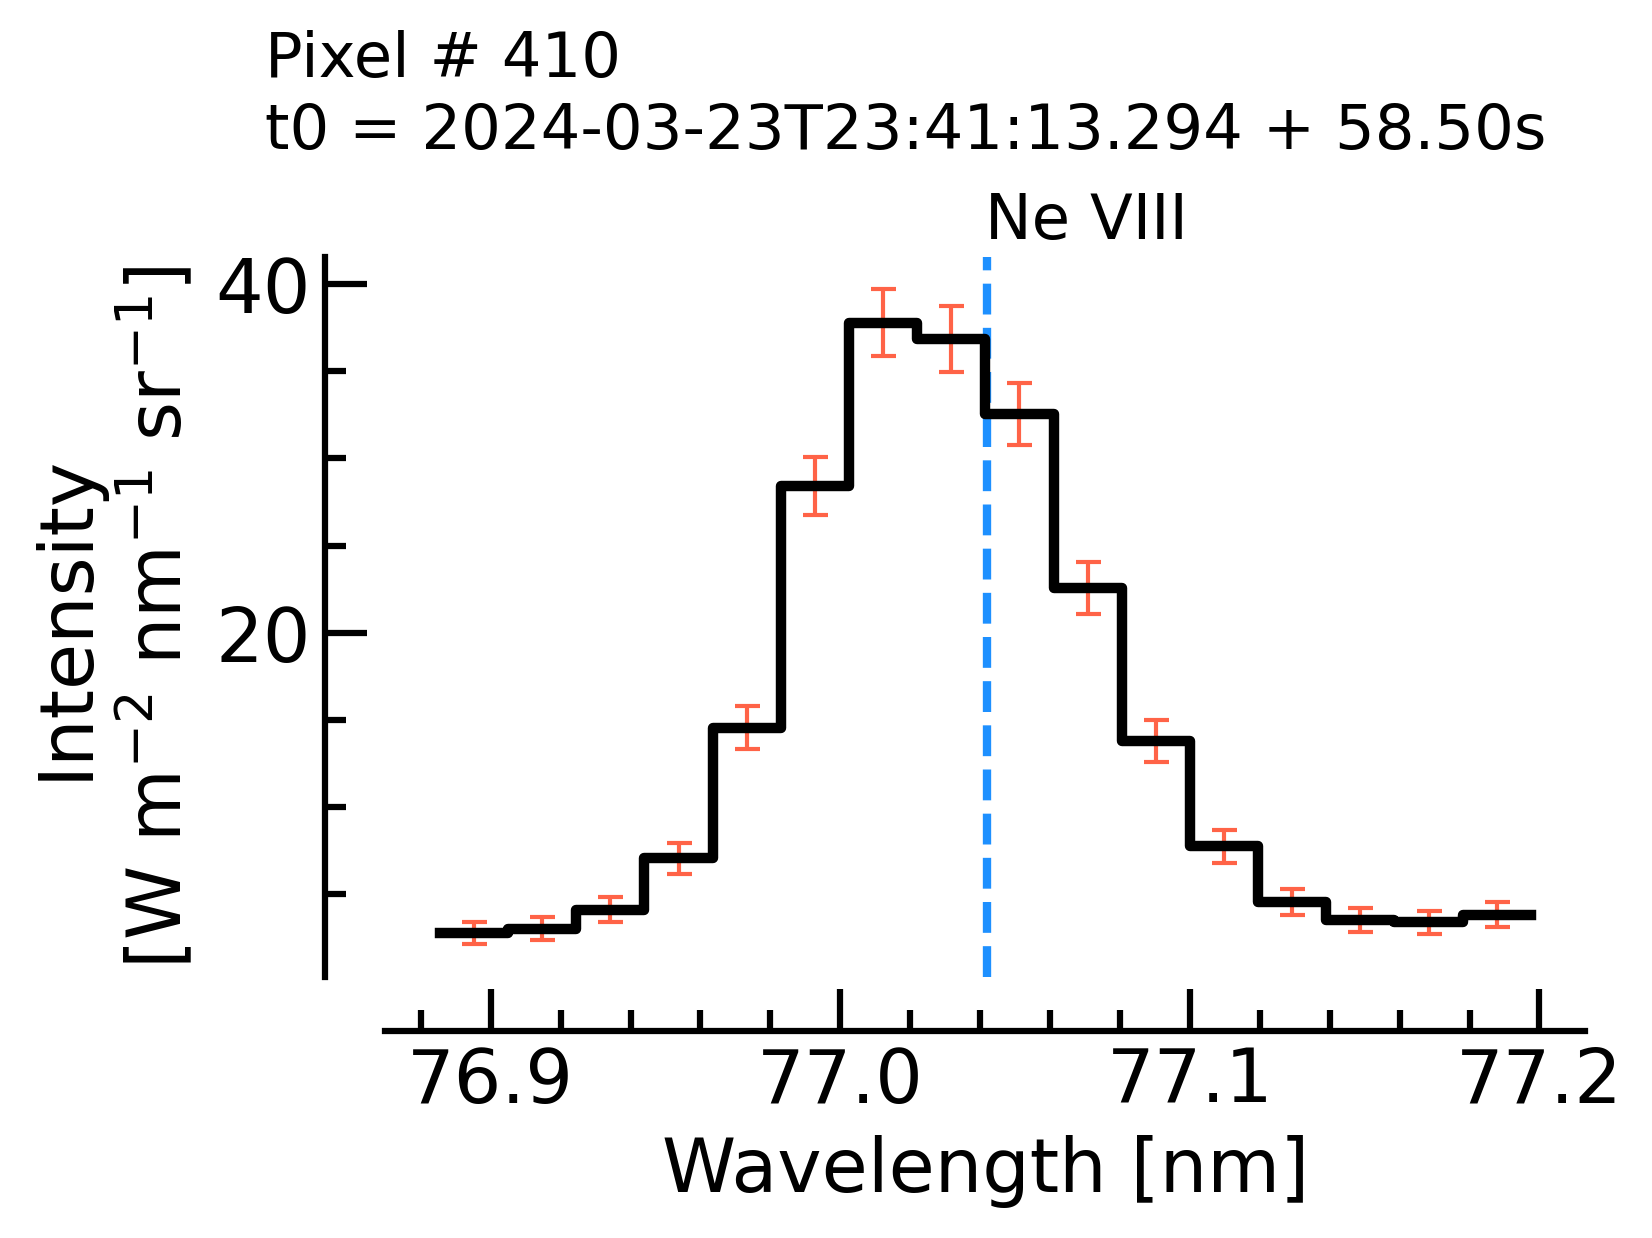 Pixel # 410
t0 = 2024-03-23T23:41:13.294 + 58.50s
Ne VIII
Intensity
[W m⁻² nm⁻¹ sr⁻¹]
40
20
76.9 77.0 77.1 77.2
Wavelength [nm]